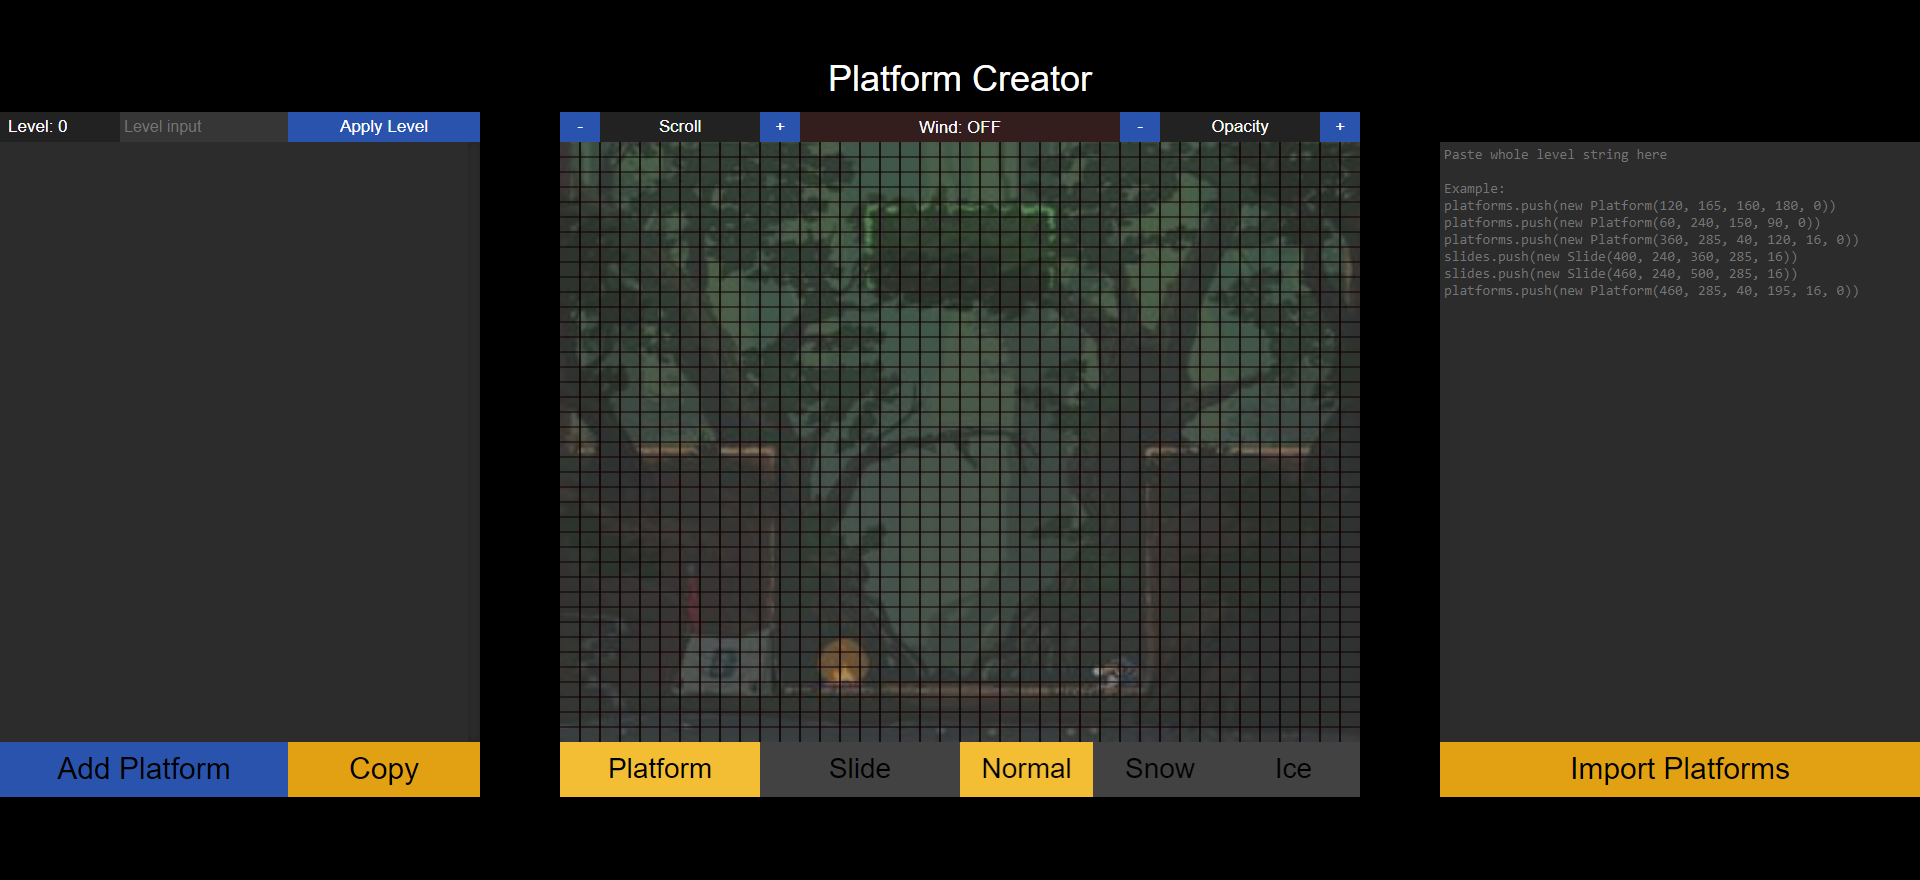 Platform Creator
Level: 0
Level input
Apply Level
-
Scroll
+
Wind: OFF
-
Opacity
+
Paste whole level string here
Example:
platforms.push(new Platform(120, 165, 160, 180, 0))
platforms.push(new Platform(60, 240, 150, 90, 0))
platforms.push(new Platform(360, 285, 40, 120, 16, 0))
slides.push(new Slide(400, 240, 360, 285, 16))
slides.push(new Slide(460, 240, 500, 285, 16))
platforms.push(new Platform(460, 285, 40, 195, 16, 0))
Add Platform
Copy
Platform
Slide
Normal
Snow
Ice
Import Platforms